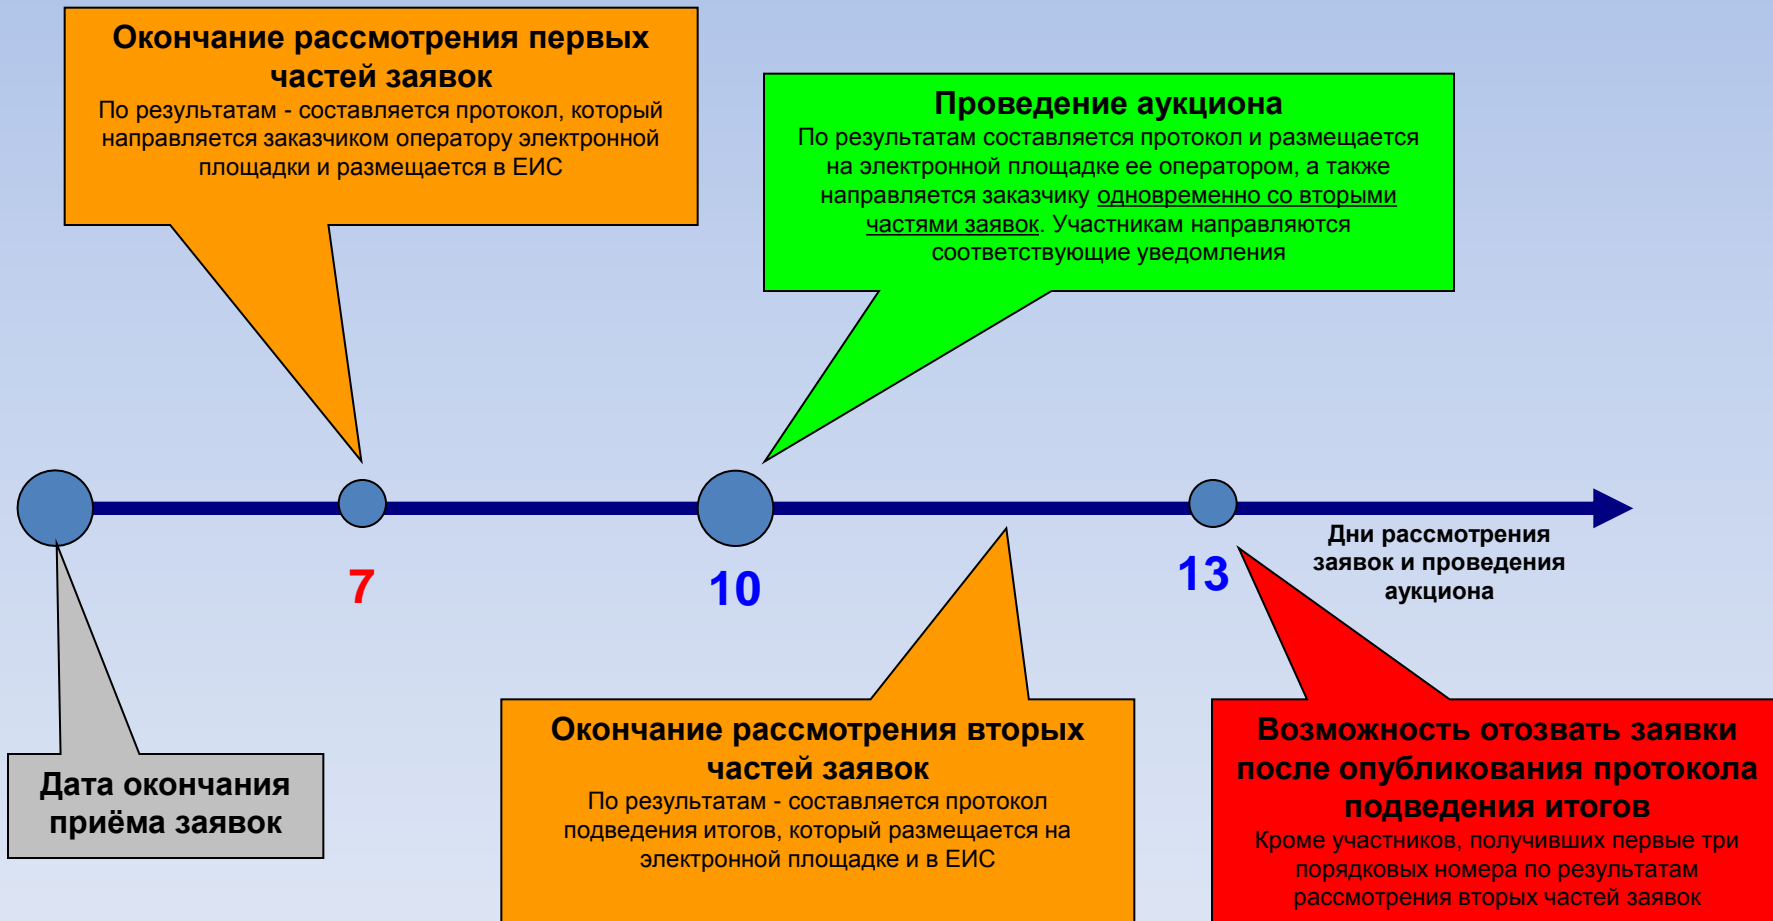 Окончание рассмотрения первых
частей заявок
По результатам - составляется протокол, который
направляется заказчиком оператору электронной
площадки и размещается в ЕИС
Проведение аукциона
По результатам составляется протокол и размещается
на электронной площадке ее оператором, а также
направляется заказчику одновременно со вторыми
частями заявок. Участникам направляются
соответствующие уведомления
7
10
13
Дни рассмотрения
заявок и проведения
аукциона
Дата окончания
приёма заявок
Окончание рассмотрения вторых
частей заявок
По результатам - составляется протокол
подведения итогов, который размещается на
электронной площадке и в ЕИС
Возможность отозвать заявки
после опубликования протокола
подведения итогов
Кроме участников, получивших первые три
порядковых номера по результатам
рассмотрения вторых частей заявок